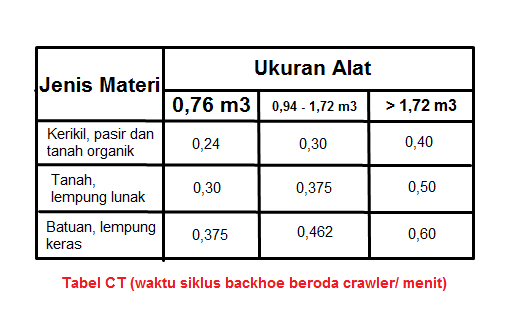 Jenis Materi
Ukuran Alat
0,76 m3
0,94 - 1,72 m3
> 1,72 m3
Kerikil, pasir dan
tanah organik
0,24
0,30
0,40
Tanah,
lempung lunak
0,30
0,375
0,50
Batuan, lempung
keras
0,375
0,462
0,60
Tabel CT (waktu siklus backhoe beroda crawler/ menit)